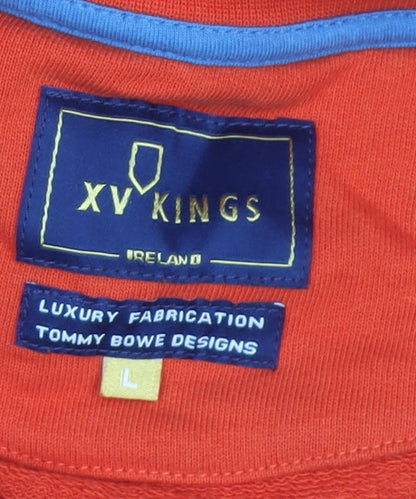 XV KINGS
IRELAND
LUXURY FABRICATION
TOMMY BOWE DESIGNS
L